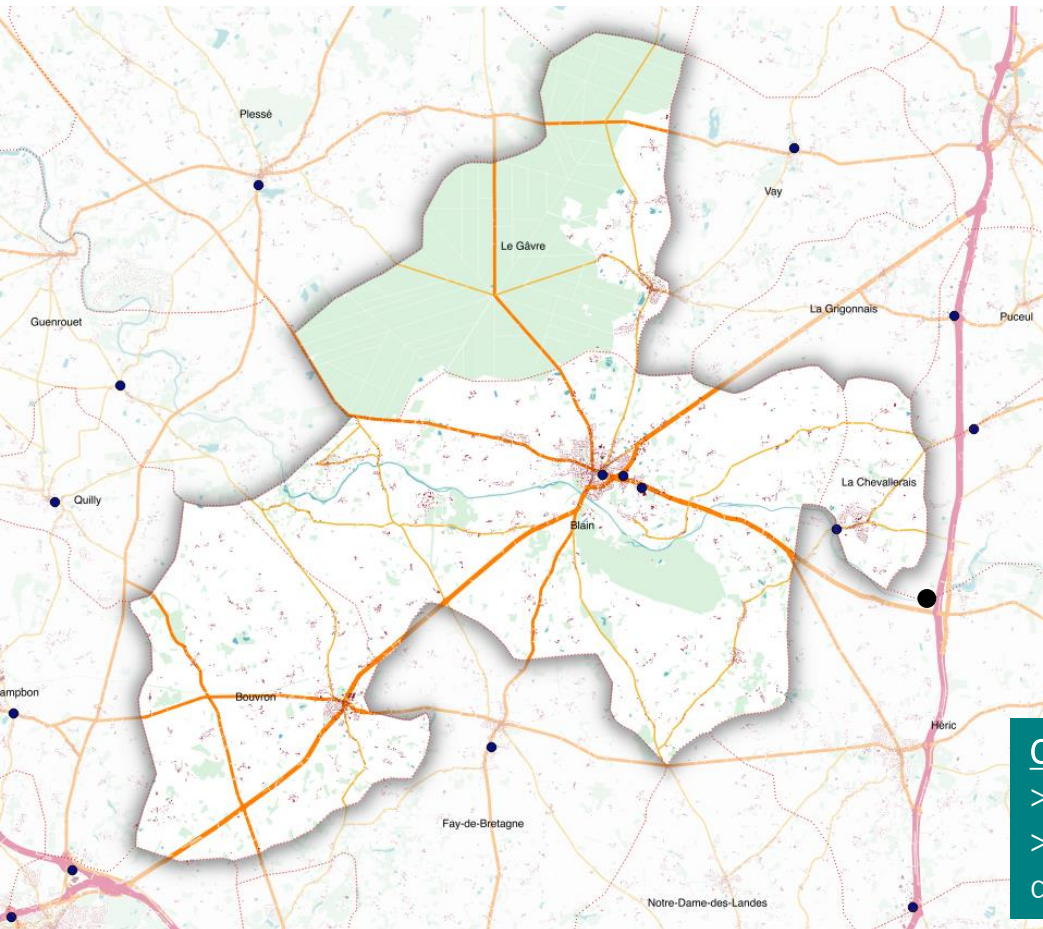 Plessé
Vay
Le Gâvre
La Grigonnais
Puceul
Guenrouet
Quilly
La Chevallerais
Blain
ampbon
Bouvron
Héric
>
>
Fay-de-Bretagne
Notre-Dame-des-Landes